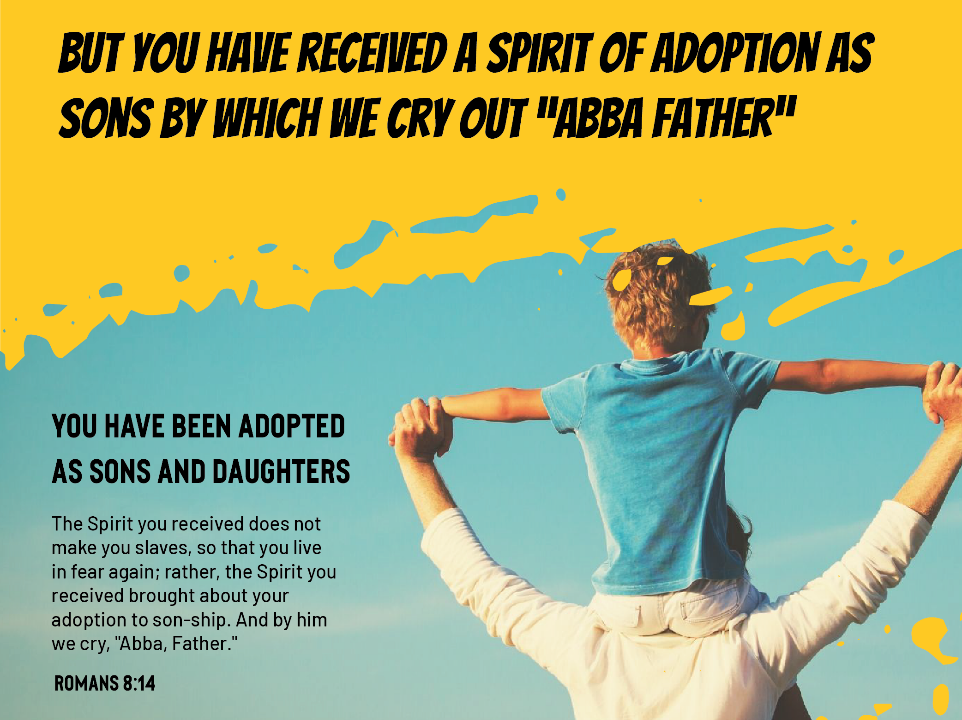 BUT YOU HAVE RECEIVED A SPIRIT OF ADOPTION AS
SONS BY WHICH WE CRY OUT "ABBA FATHER"
YOU HAVE BEEN ADOPTED
AS SONS AND DAUGHTERS
The Spirit you received does not
make you slaves, so that you live
in fear again; rather, the Spirit you
received brought about your
adoption to son-ship. And by him
we cry, "Abba, Father."
ROMANS 8:14